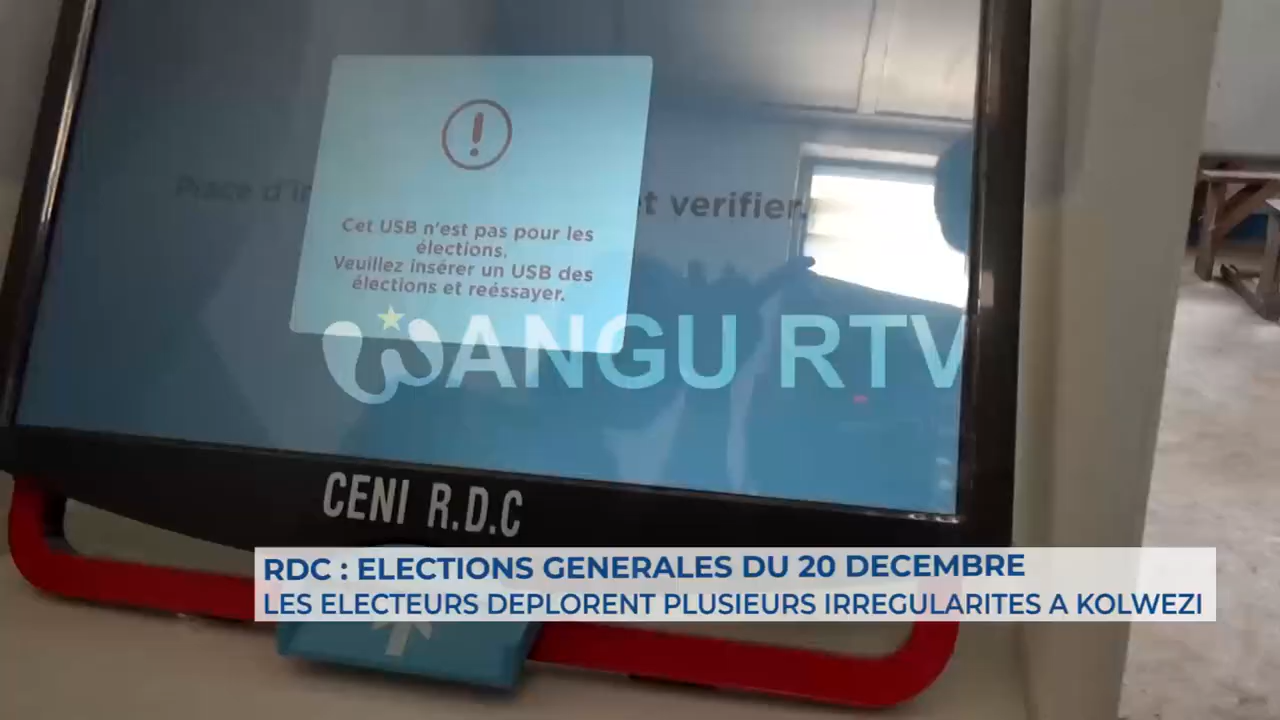 et verifier.
Cet USB n'est pas pour les
élections.
Veuillez insérer un USB des
élections et reéssayer.
WANGU RTV
CENI R.D.C
RDC : ELECTIONS GENERALES DU 20 DECEMBRE
LES ELECTEURS DEPLORENT PLUSIEURS IRREGULARITES A KOLWEZI